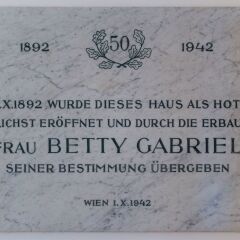 1892 50 1942
.X.1892 WURDE DIESES HAUS ALS HOT
LICHST ERÖFFNET UND DURCH DIE ERBAU
FRAU BETTY GABRIEL
SEINER BESTIMMUNG ÜBERGEBEN
WIEN 1.X.1942